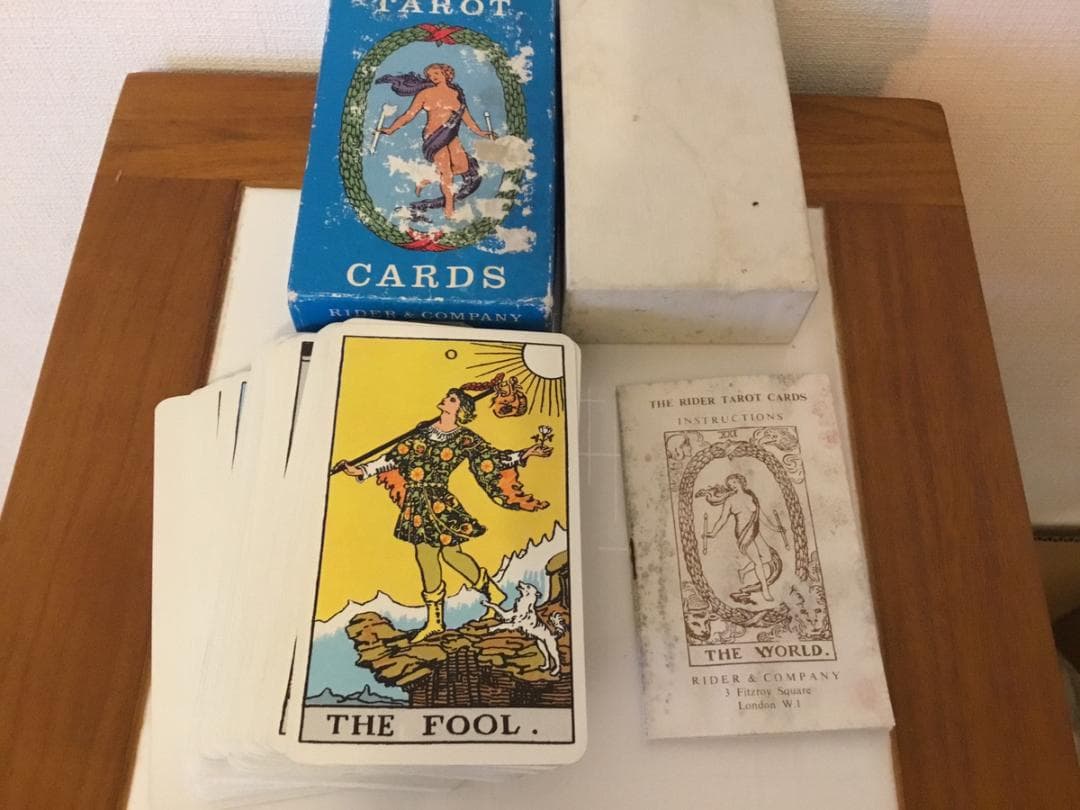 TAROT
CARDS
RIDER & COMPANY
THE FOOL.
THE RIDER TAROT CARDS
INSTRUCTIONS
XXI
THE WORLD.
RIDER & COMPANY
3 Fitzroy Square
London W.1